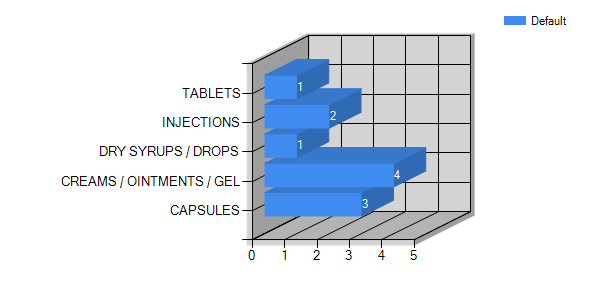 Default
TABLETS
1
INJECTIONS
2
DRY SYRUPS / DROPS
1
CREAMS / OINTMENTS / GEL
4
CAPSULES
3
0 1 2 3 4 5